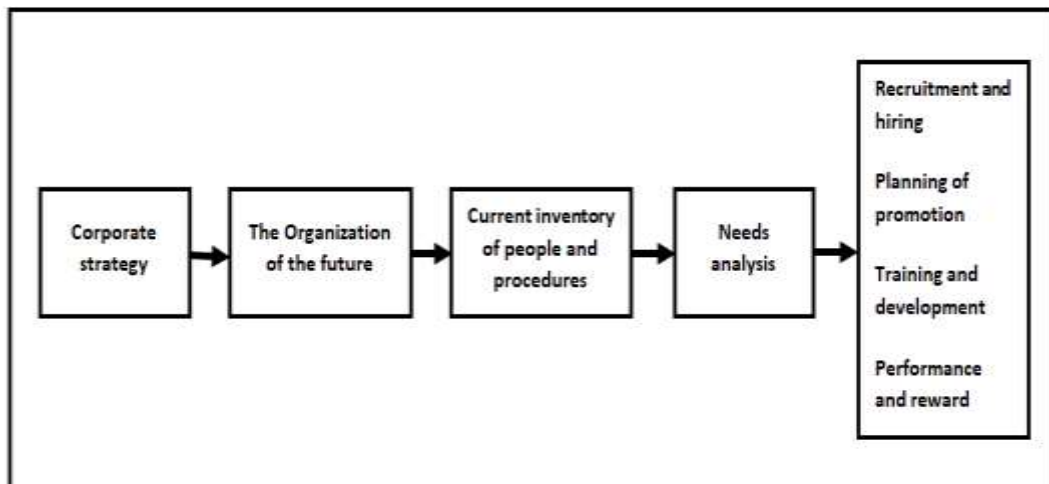 Corporate
strategy
The Organization
of the future
Current inventory
of people and
procedures
Needs
analysis
Recruitment and
hiring
Planning of
promotion
Training and
development
Performance
and reward